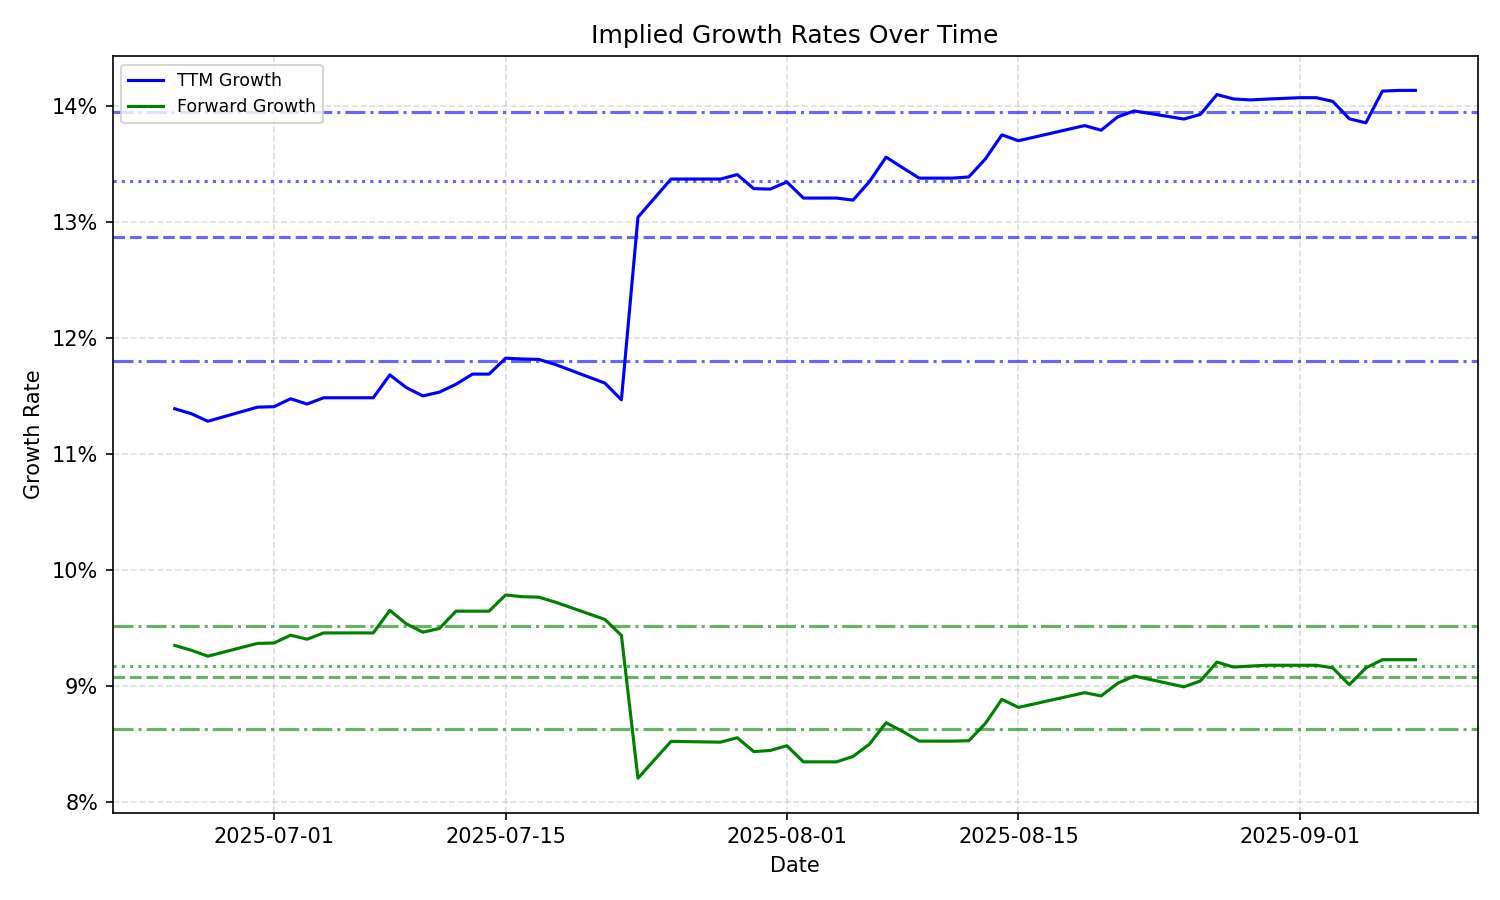 Implied Growth Rates Over Time
TTM Growth
Forward Growth
14%
13%
12%
11%
10%
9%
8%
Growth Rate
2025-07-01
2025-07-15
2025-08-01
2025-08-15
2025-09-01
Date